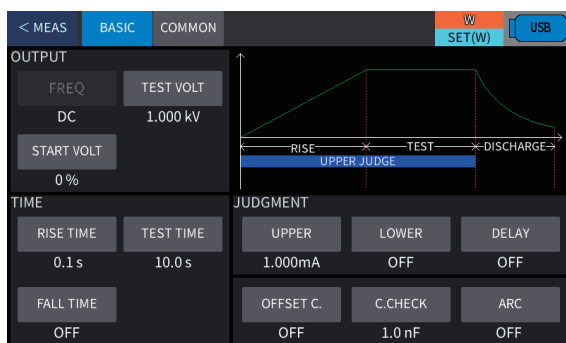 < MEAS BASIC COMMON W SET(W) USB
OUTPUT
FREQ TEST VOLT
DC 1.000 kV
START VOLT
0 %
RISE TEST DISCHARGE
UPPER JUDGE
TIME
RISE TIME TEST TIME
0.1 s 10.0 s
FALL TIME
OFF
JUDGMENT
UPPER LOWER DELAY
1.000mA OFF OFF
OFFSET C. C.CHECK ARC
OFF 1.0 nF OFF